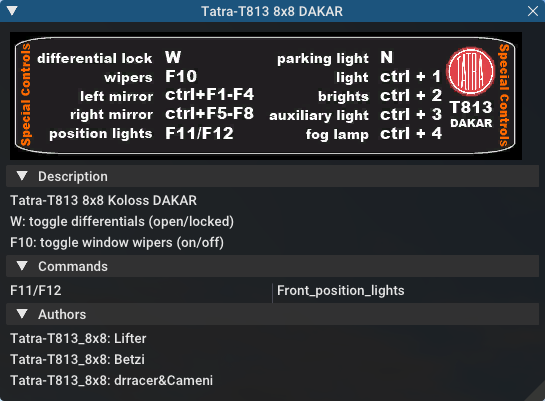 Tatra-T813 8x8 DAKAR
Special Controls
differential lock W
wipers F10
left mirror ctrl+F1-F4
right mirror ctrl+F5-F8
position lights F11/F12
parking light N
light ctrl + 1
brights ctrl + 2
auxiliary light ctrl + 3
fog lamp ctrl + 4
TATRA
T813
DAKAR
Special Controls
Description
Tatra-T813 8x8 Koloss DAKAR
W: toggle differentials (open/locked)
F10: toggle window wipers (on/off)
Commands
F11/F12 Front_position_lights
Authors
Tatra-T813_8x8: Lifter
Tatra-T813_8x8: Betzi
Tatra-T813_8x8: drracer&Cameni